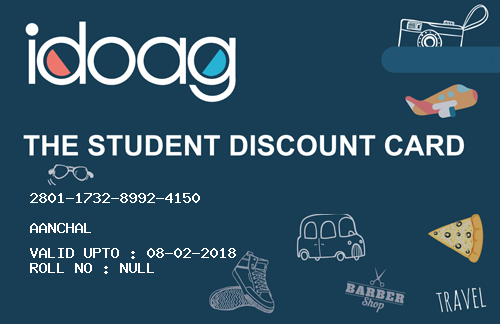 idoag
THE STUDENT DISCOUNT CARD
2801-1732-8992-4150
AANCHAL
VALID UPTO : 08-02-2018
ROLL NO : NULL
BARBER
Shop
TRAVEL